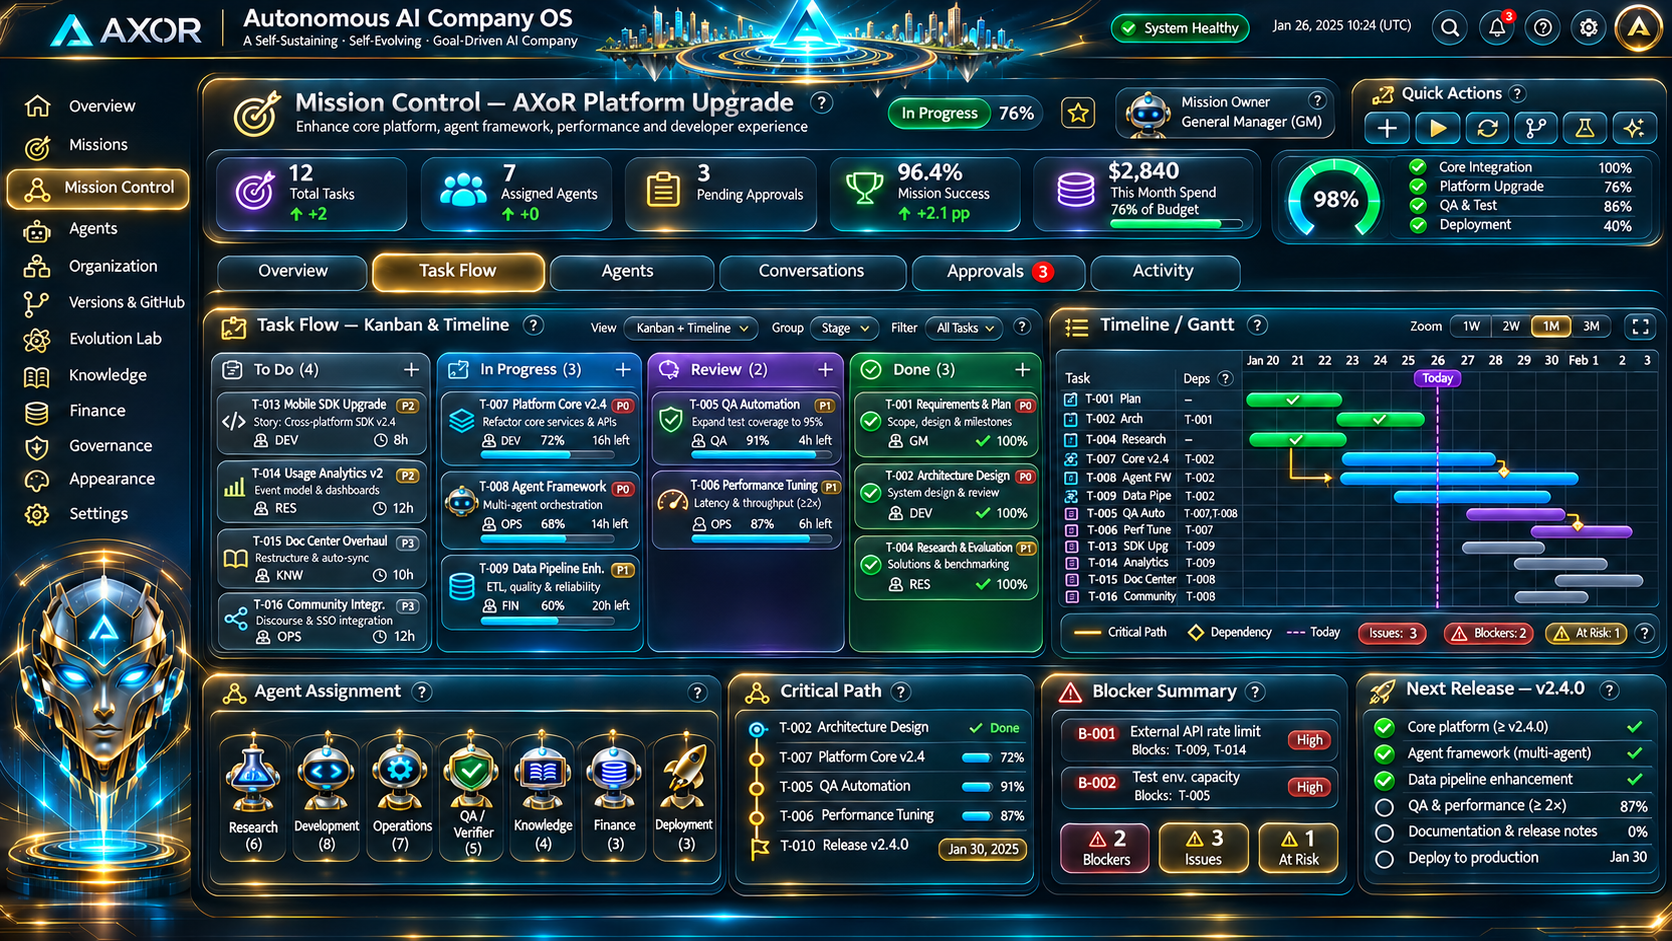 AXOR
Autonomous AI Company OS
A Self-Sustaining · Self-Evolving · Goal-Driven AI Company
System Healthy
Jan 26, 2025 10:24 (UTC)
3
Overview
Missions
Mission Control
Agents
Organization
Versions & GitHub
Evolution Lab
Knowledge
Finance
Governance
Appearance
Settings
Mission Control — AXoR Platform Upgrade ?
Enhance core platform, agent framework, performance and developer experience
In Progress 76%
Mission Owner ?
General Manager (GM)
Quick Actions ?
12
Total Tasks
↑ +2
7
Assigned Agents
↑ +0
3
Pending Approvals
96.4%
Mission Success
↑ +2.1 pp
$2,840
This Month Spend
76% of Budget
98%
Core Integration 100%
Platform Upgrade 76%
QA & Test 86%
Deployment 40%
Overview
Task Flow
Agents
Conversations
Approvals 3
Activity
Task Flow — Kanban & Timeline ?
View Kanban + Timeline
Group Stage
Filter All Tasks ?
To Do (4) +
T-013 Mobile SDK Upgrade P2
Story: Cross-platform SDK v2.4
DEV 8h
T-014 Usage Analytics v2 P2
Event model & dashboards
RES 12h
T-015 Doc Center Overhaul P3
Restructure & auto-sync
KNW 10h
T-016 Community Integr. P3
Discourse & SSO integration
OPS 12h
In Progress (3) +
T-007 Platform Core v2.4 P0
Refactor core services & APIs
DEV 72% 16h left
T-008 Agent Framework P0
Multi-agent orchestration
OPS 68% 14h left
T-009 Data Pipeline Enh. P1
ETL, quality & reliability
FIN 60% 20h left
Review (2) +
T-005 QA Automation P1
Expand test coverage to 95%
QA 91% 4h left
T-006 Performance Tuning P1
Latency & throughput (≥2x)
OPS 87% 6h left
Done (3) +
T-001 Requirements & Plan P0
Scope, design & milestones
GM 100%
T-002 Architecture Design P0
System design & review
DEV 100%
T-004 Research & Evaluation P1
Solutions & benchmarking
RES 100%
Timeline / Gantt ?
Zoom 1W 2W 1M 3M
Jan 20 21 22 23 24 25 26 27 28 29 30 Feb 1 2 3
Task Deps ? Today
T-001 Plan –
T-002 Arch T-001
T-004 Research –
T-007 Core v2.4 T-002
T-008 Agent FW T-002
T-009 Data Pipe T-002
T-005 QA Auto T-007,T-008
T-006 Perf Tune T-007
T-013 SDK Upg T-009
T-014 Analytics T-009
T-015 Doc Center T-008
T-016 Community T-008
Critical Path Dependency Today Issues: 3 Blockers: 2 At Risk: 1 ?
Agent Assignment ? ?
Research
(6)
Development
(8)
Operations
(7)
QA /
Verifier
(5)
Knowledge
(4)
Finance
(3)
Deployment
(3)
Critical Path ?
T-002 Architecture Design Done
T-007 Platform Core v2.4 72%
T-005 QA Automation 91%
T-006 Performance Tuning 87%
T-010 Release v2.4.0 Jan 30, 2025
Blocker Summary ?
B-001 External API rate limit High
Blocks: T-009, T-014
B-002 Test env. capacity High
Blocks: T-005
2
Blockers
3
Issues
1
At Risk
Next Release — v2.4.0 ?
Core platform (≥ v2.4.0)
Agent framework (multi-agent)
Data pipeline enhancement
QA & performance (≥ 2×) 87%
Documentation & release notes 0%
Deploy to production Jan 30